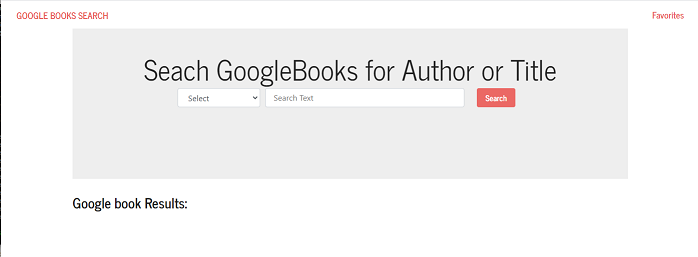 GOOGLE BOOKS SEARCH Favorites
Seach GoogleBooks for Author or Title
Select Search Text Search
Google book Results: